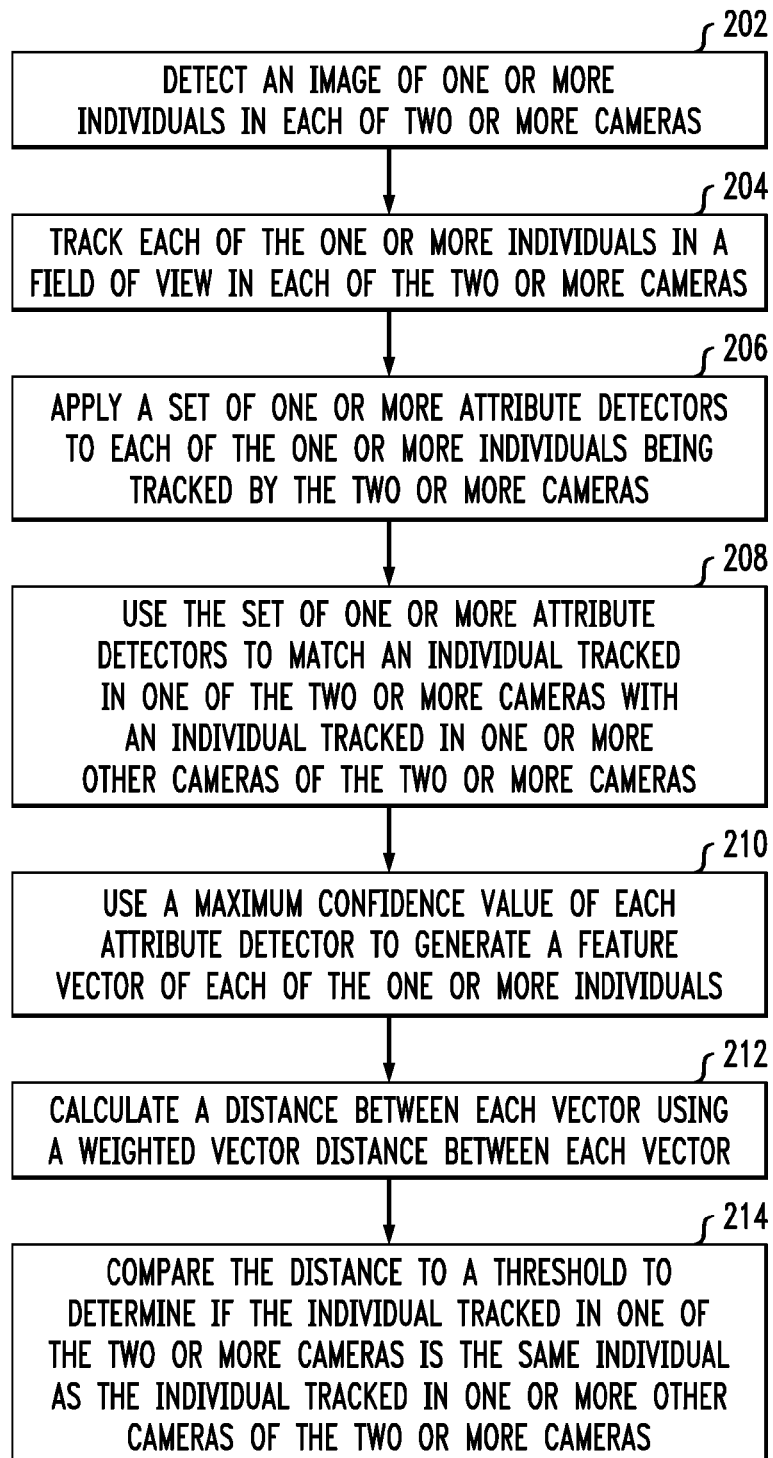 202
DETECT AN IMAGE OF ONE OR MORE
INDIVIDUALS IN EACH OF TWO OR MORE CAMERAS
204
TRACK EACH OF THE ONE OR MORE INDIVIDUALS IN A
FIELD OF VIEW IN EACH OF THE TWO OR MORE CAMERAS
206
APPLY A SET OF ONE OR MORE ATTRIBUTE DETECTORS
TO EACH OF THE ONE OR MORE INDIVIDUALS BEING
TRACKED BY THE TWO OR MORE CAMERAS
208
USE THE SET OF ONE OR MORE ATTRIBUTE
DETECTORS TO MATCH AN INDIVIDUAL TRACKED
IN ONE OF THE TWO OR MORE CAMERAS WITH
AN INDIVIDUAL TRACKED IN ONE OR MORE
OTHER CAMERAS OF THE TWO OR MORE CAMERAS
210
USE A MAXIMUM CONFIDENCE VALUE OF EACH
ATTRIBUTE DETECTOR TO GENERATE A FEATURE
VECTOR OF EACH OF THE ONE OR MORE INDIVIDUALS
212
CALCULATE A DISTANCE BETWEEN EACH VECTOR USING
A WEIGHTED VECTOR DISTANCE BETWEEN EACH VECTOR
214
COMPARE THE DISTANCE TO A THRESHOLD TO
DETERMINE IF THE INDIVIDUAL TRACKED IN ONE OF
THE TWO OR MORE CAMERAS IS THE SAME INDIVIDUAL
AS THE INDIVIDUAL TRACKED IN ONE OR MORE OTHER
CAMERAS OF THE TWO OR MORE CAMERAS